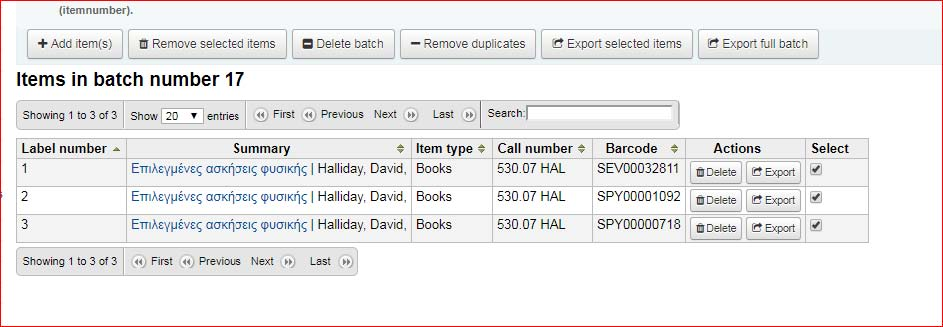 (itemnumber).
Add item(s) Remove selected items Delete batch Remove duplicates Export selected items Export full batch
Items in batch number 17
Showing 1 to 3 of 3 Show 20 entries First Previous Next Last Search:
Label number Summary Item type Call number Barcode Actions Select
1 Επιλεγμένες ασκήσεις φυσικής | Halliday, David, Books 530.07 HAL SEV00032811 Delete Export
2 Επιλεγμένες ασκήσεις φυσικής | Halliday, David, Books 530.07 HAL SPY00001092 Delete Export
3 Επιλεγμένες ασκήσεις φυσικής | Halliday, David, Books 530.07 HAL SPY00000718 Delete Export
Showing 1 to 3 of 3 First Previous Next Last